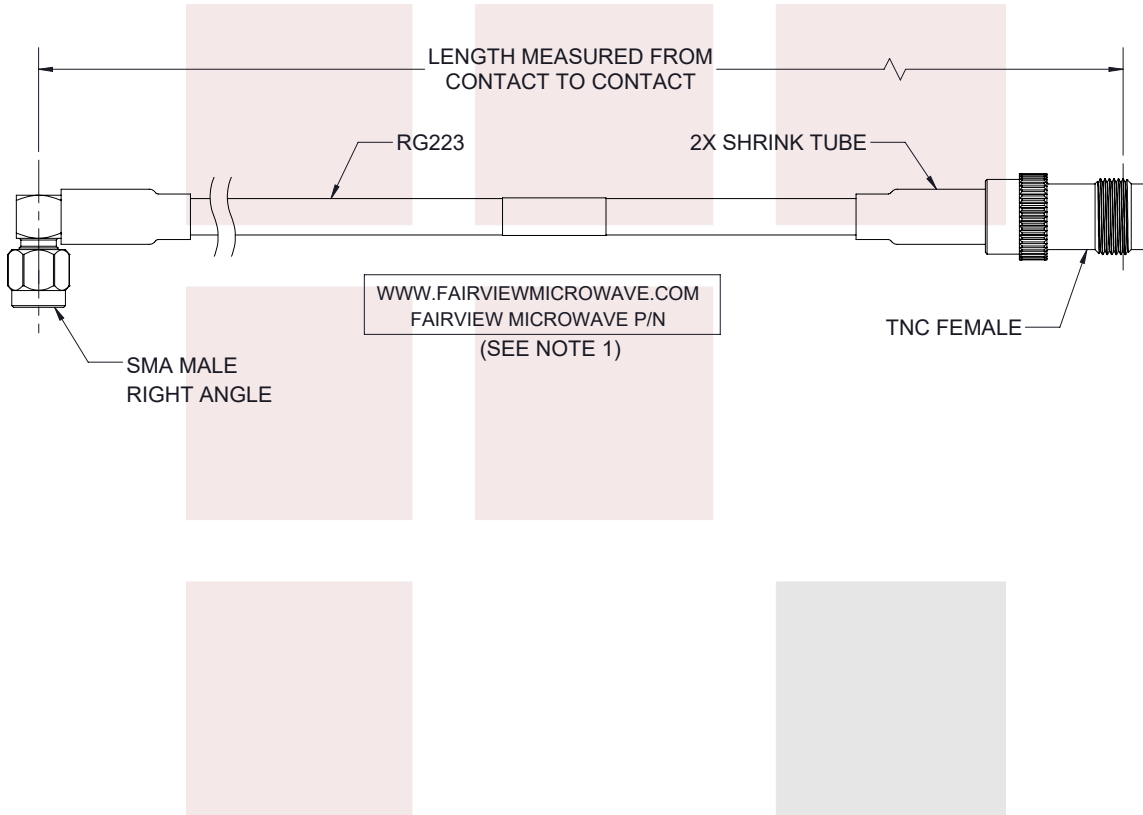 LENGTH MEASURED FROM
CONTACT TO CONTACT
RG223
2X SHRINK TUBE
WWW.FAIRVIEWMICROWAVE.COM
FAIRVIEW MICROWAVE P/N
(SEE NOTE 1)
TNC FEMALE
SMA MALE
RIGHT ANGLE